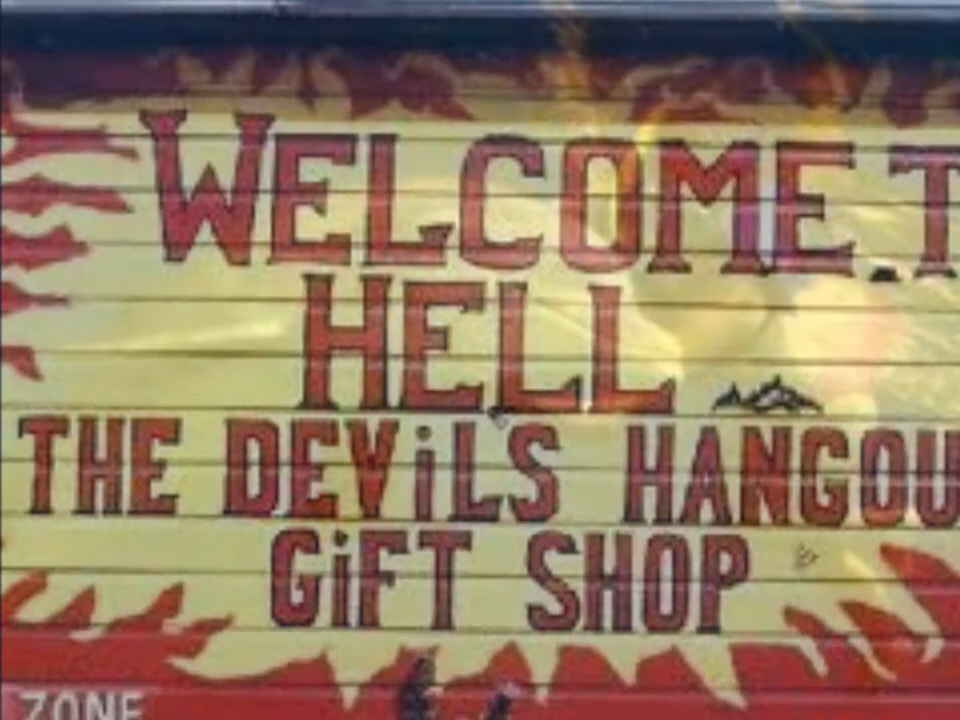 WELCOME T
HELL
THE DEViLS HANGOU
GiFT SHOP
ZONE